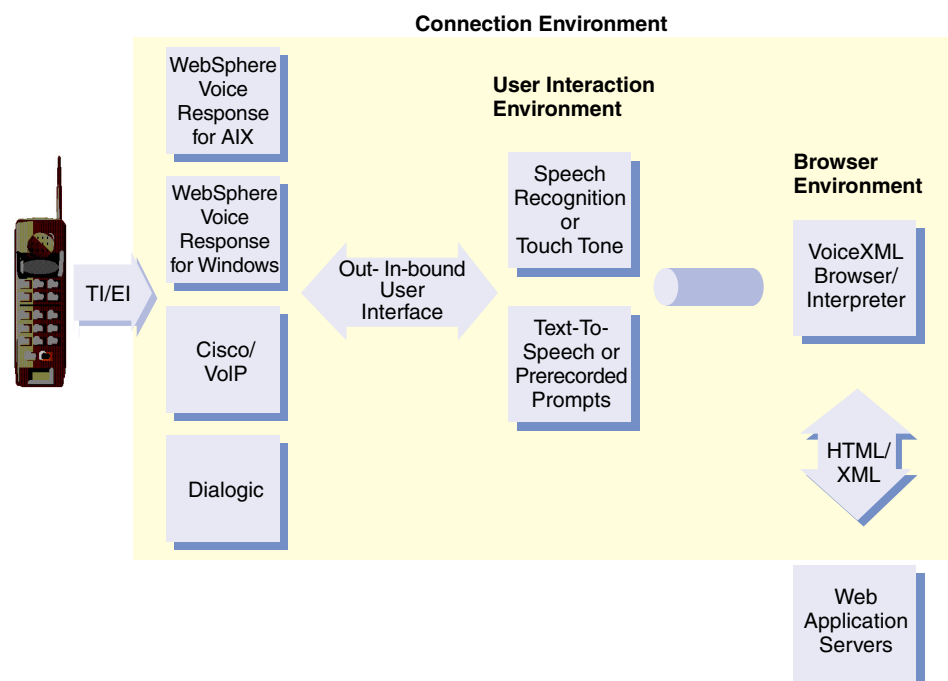 Connection Environment
WebSphere
Voice
Response
for AIX
User Interaction
Environment
Browser
Environment
WebSphere
Voice
Response
for Windows
Speech
Recognition
or
Touch Tone
VoiceXML
Browser/
Interpreter
TI/EI
Out- In-bound
User
Interface
Cisco/
VoIP
Text-To-
Speech or
Prerecorded
Prompts
HTML/
XML
Dialogic
Web
Application
Servers